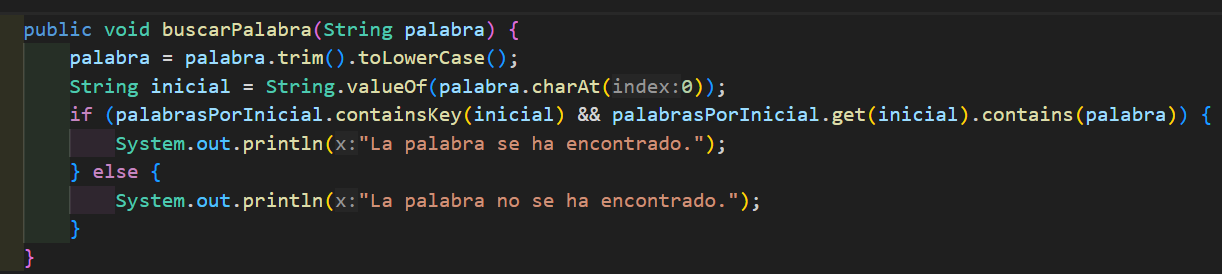 public void buscarPalabra(String palabra) {
palabra = palabra.trim().toLowerCase();
String inicial = String.valueOf(palabra.charAt(index:0));
if (palabrasPorInicial.containsKey(inicial) && palabrasPorInicial.get(inicial).contains(palabra)) {
System.out.println(x:"La palabra se ha encontrado.");
} else {
System.out.println(x:"La palabra no se ha encontrado.");
}
}